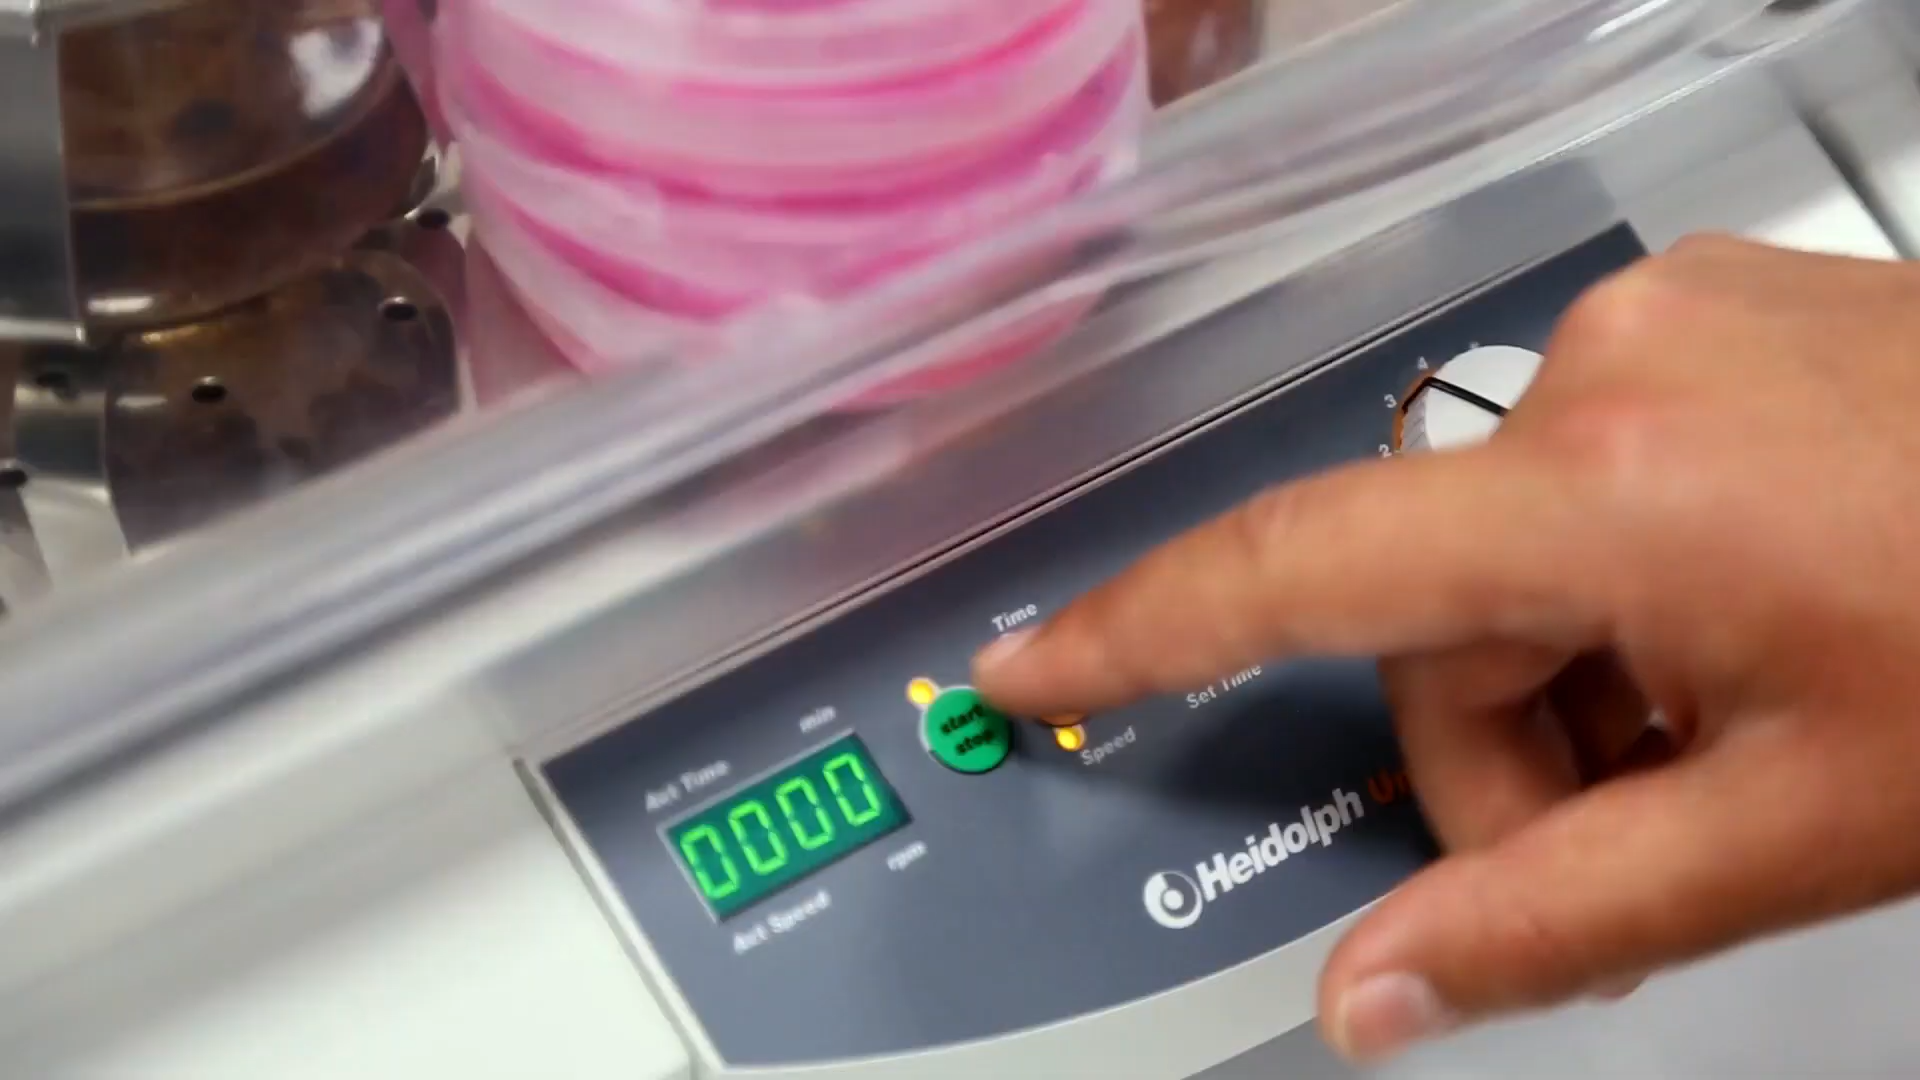 4
3
2
Time
start
stop
Set Time
Speed
min
Act Time
0000
rpm
Act Speed
Heidolph